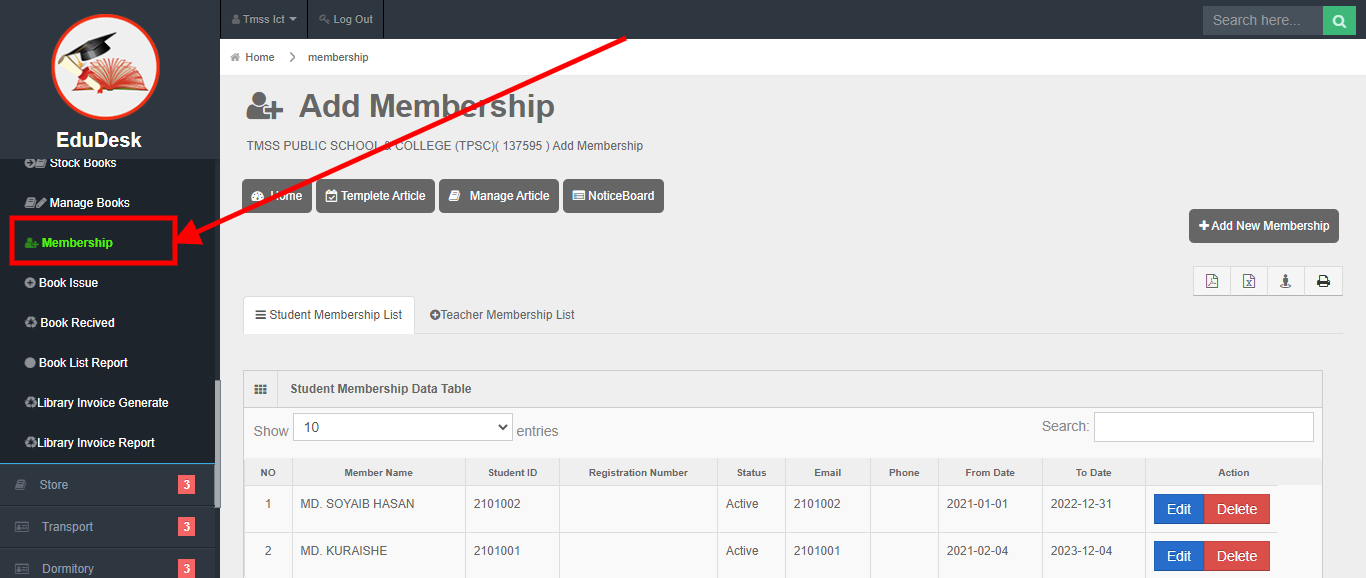 Tmss Ict
Log Out
Search here...
EduDesk
Home
membership
Add Membership
TMSS PUBLIC SCHOOL & COLLEGE (TPSC)( 137595 ) Add Membership
Stock Books
Manage Books
Membership
Book Issue
Book Recived
Book List Report
Library Invoice Generate
Library Invoice Report
Store 3
Transport 3
Dormitory 3
Home
Templete Article
Manage Article
NoticeBoard
Add New Membership
Student Membership List
Teacher Membership List
Student Membership Data Table
Show 10 entries
Search:
NO Member Name Student ID Registration Number Status Email Phone From Date To Date Action
1 MD. SOYAIB HASAN 2101002 Active 2101002 2021-01-01 2022-12-31 Edit Delete
2 MD. KURAISHE 2101001 Active 2101001 2021-02-04 2023-12-04 Edit Delete